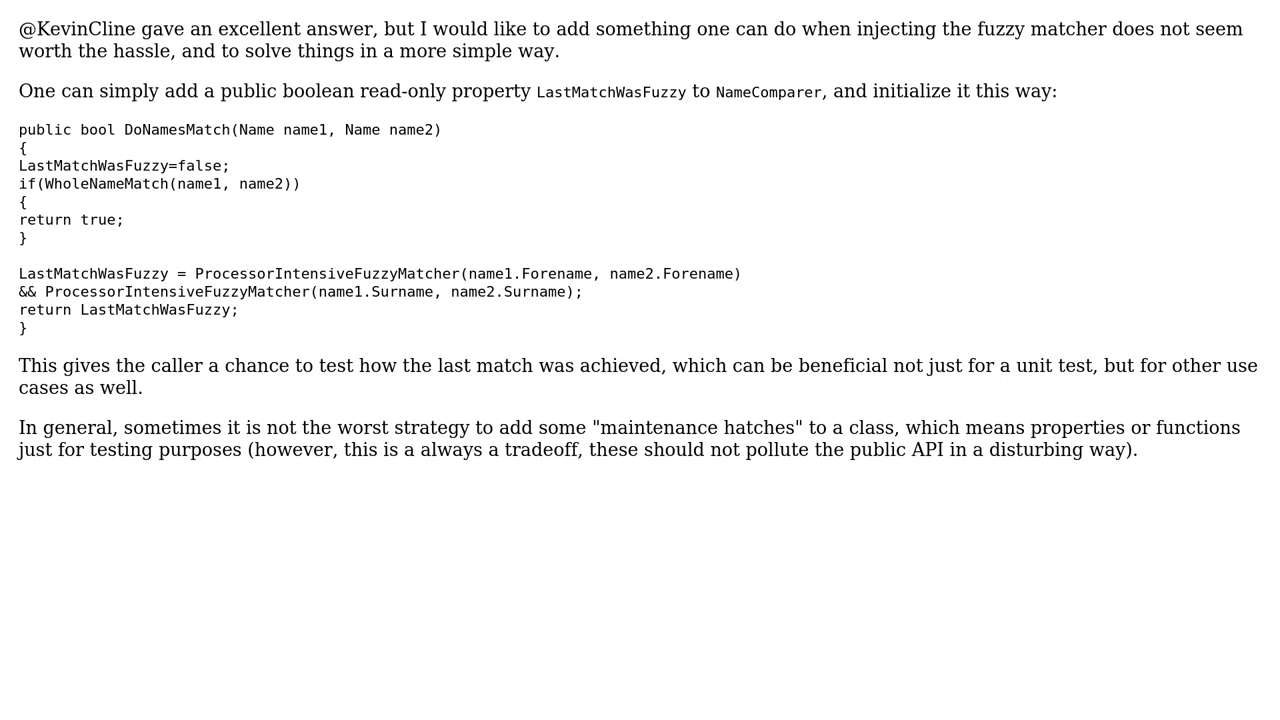 @KevinCline gave an excellent answer, but I would like to add something one can do when injecting the fuzzy matcher does not seem
worth the hassle, and to solve things in a more simple way.
One can simply add a public boolean read-only property LastMatchWasFuzzy to NameComparer, and initialize it this way:
public bool DoNamesMatch(Name name1, Name name2)
{
LastMatchWasFuzzy=false;
if(WholeNameMatch(name1, name2))
{
return true;
}
LastMatchWasFuzzy = ProcessorIntensiveFuzzyMatcher(name1.Forename, name2.Forename)
&& ProcessorIntensiveFuzzyMatcher(name1.Surname, name2.Surname);
return LastMatchWasFuzzy;
}
This gives the caller a chance to test how the last match was achieved, which can be beneficial not just for a unit test, but for other use
cases as well.
In general, sometimes it is not the worst strategy to add some "maintenance hatches" to a class, which means properties or functions
just for testing purposes (however, this is a always a tradeoff, these should not pollute the public API in a disturbing way).